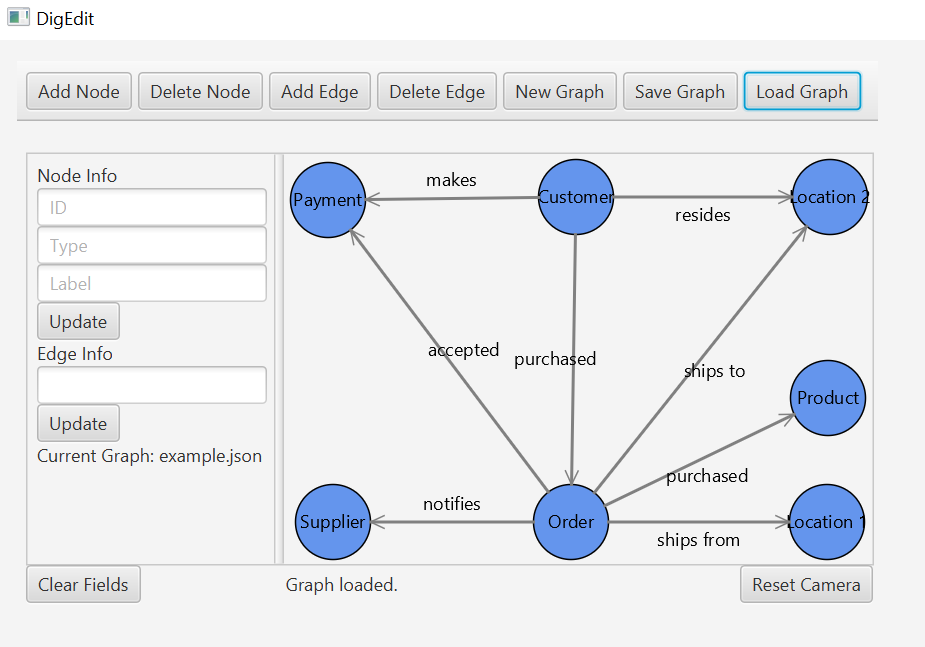 DigEdit
Add Node Delete Node Add Edge Delete Edge New Graph Save Graph Load Graph
Node Info
ID
Type
Label
Update
Edge Info
Update
Current Graph: example.json
makes
Payment
Customer
Location 2
resides
accepted
purchased
ships to
Product
purchased
notifies
Supplier
Order
Location 1
ships from
Clear Fields
Graph loaded.
Reset Camera